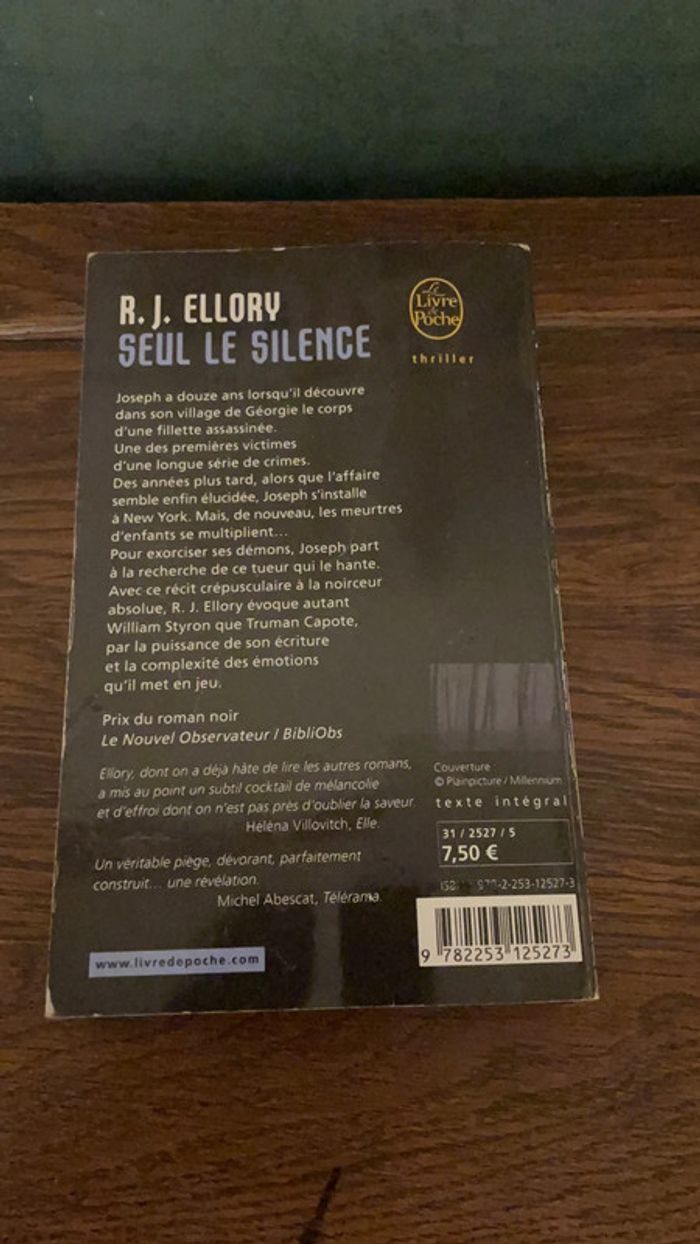 R. J. ELLORY
SEUL LE SILENCE
Le
Livre
de
Poche
thriller
Joseph a douze ans lorsqu'il découvre
dans son village de Géorgie le corps
d'une fillette assassinée.
Une des premières victimes
d'une longue série de crimes.
Des années plus tard, alors que l'affaire
semble enfin élucidée, Joseph s'installe
à New York. Mais, de nouveau, les meurtres
d'enfants se multiplient...
Pour exorciser ses démons, Joseph part
à la recherche de ce tueur qui le hante.
Avec ce récit crépusculaire à la noirceur
absolue, R. J. Ellory évoque autant
William Styron que Truman Capote,
par la puissance de son écriture
et la complexité des émotions
qu'il met en jeu.
Prix du roman noir
Le Nouvel Observateur / BibliObs
Ellory, dont on a déjà hâte de lire les autres romans,
a mis au point un subtil cocktail de mélancolie
et d'effroi dont on n'est pas près d'oublier la saveur.
Héléna Villovitch, Elle.
Un véritable piège, dévorant, parfaitement
construit... une révélation.
Michel Abescat, Télérama.
www.livredepoche.com
Couverture
© Plainpicture / Millennium
texte intégral
31 / 2527 / 5
7,50 €
ISBN 978-2-253-12527-3
9 782253 125273